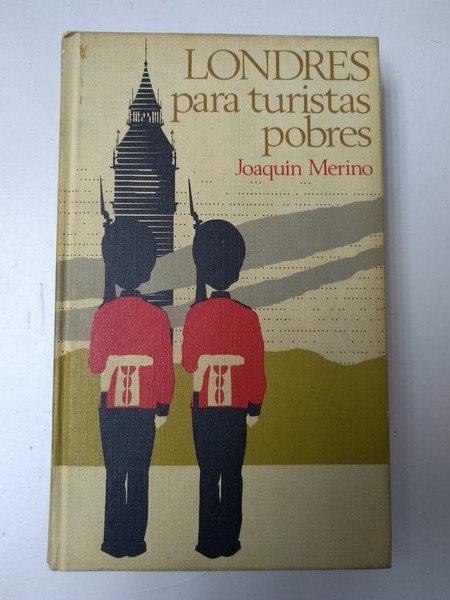 LONDRES
para turistas
pobres
Joaquín Merino